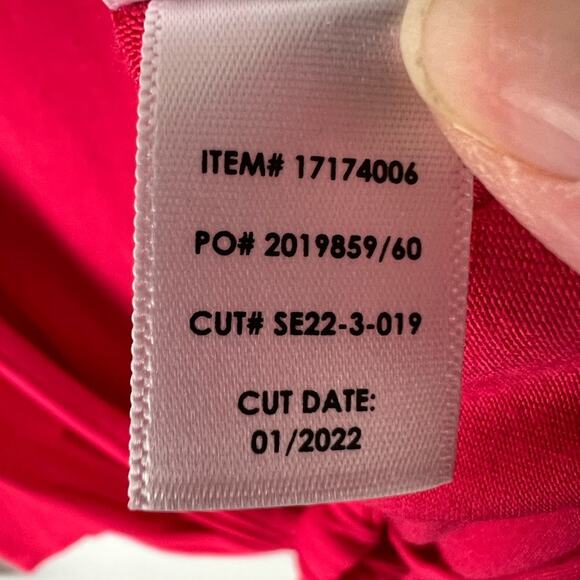 ITEM# 17174006
PO# 2019859/60
CUT# SE22-3-019
CUT DATE:
01/2022